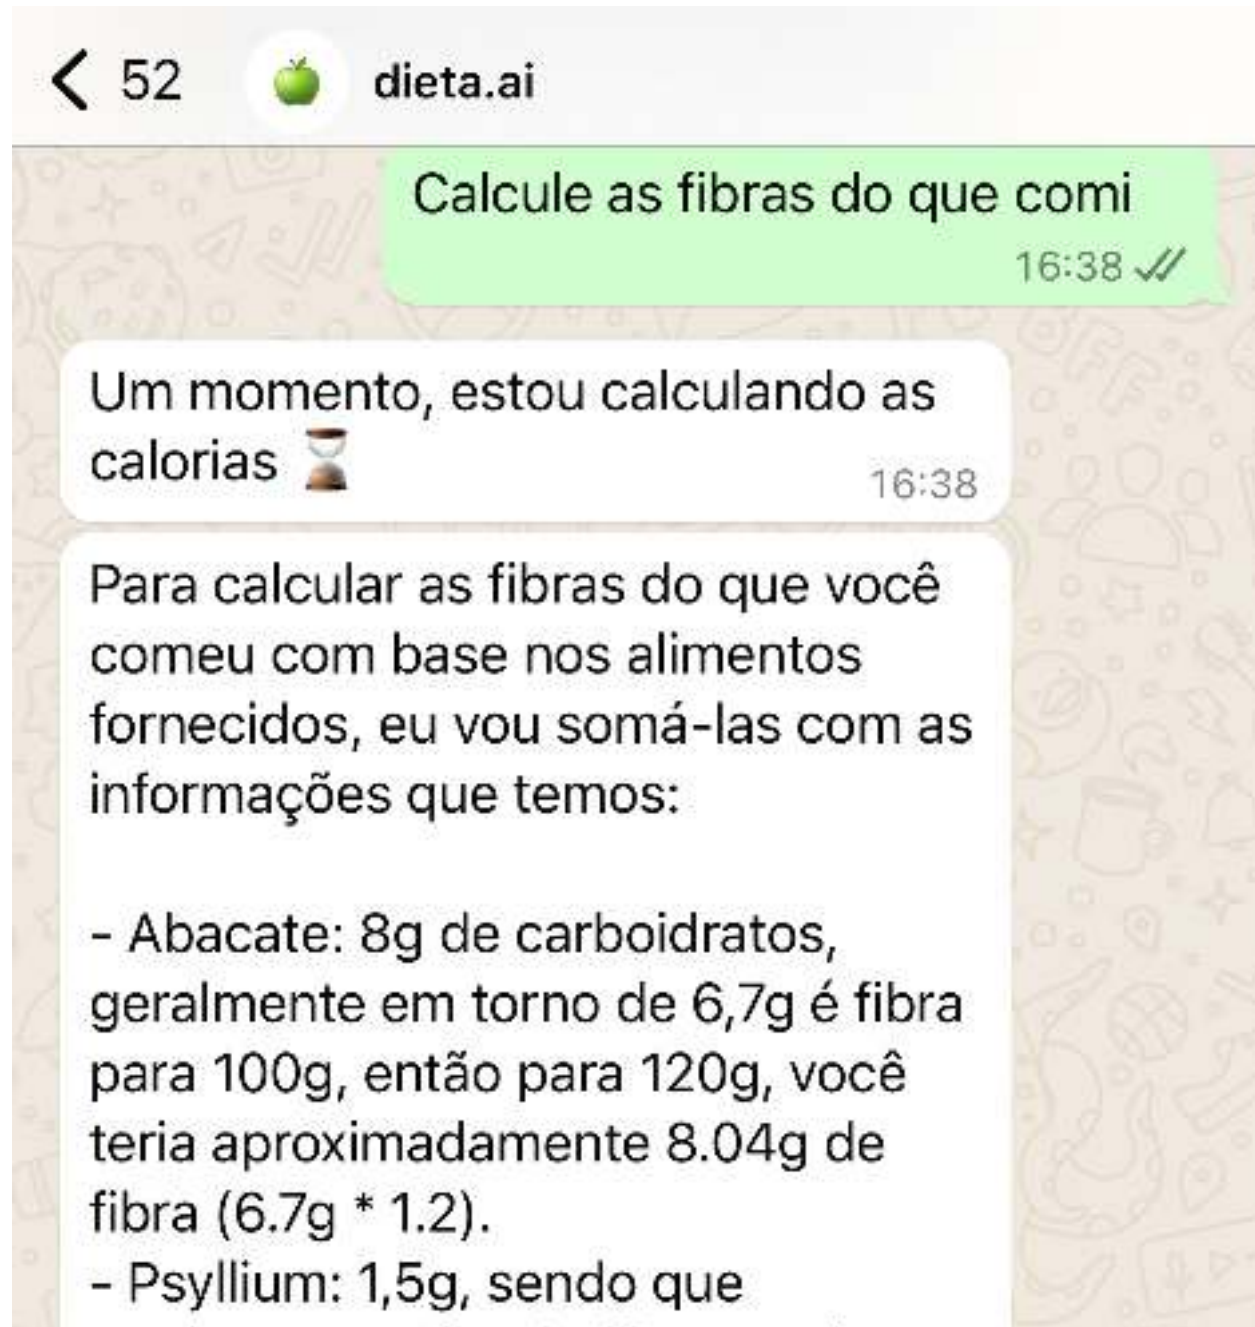 52 dieta.ai
Calcule as fibras do que comi
16:38
Um momento, estou calculando as
calorias
16:38
Para calcular as fibras do que você
comeu com base nos alimentos
fornecidos, eu vou somá-las com as
informações que temos:
- Abacate: 8g de carboidratos,
geralmente em torno de 6,7g é fibra
para 100g, então para 120g, você
teria aproximadamente 8.04g de
fibra (6.7g * 1.2).
- Psyllium: 1,5g, sendo que